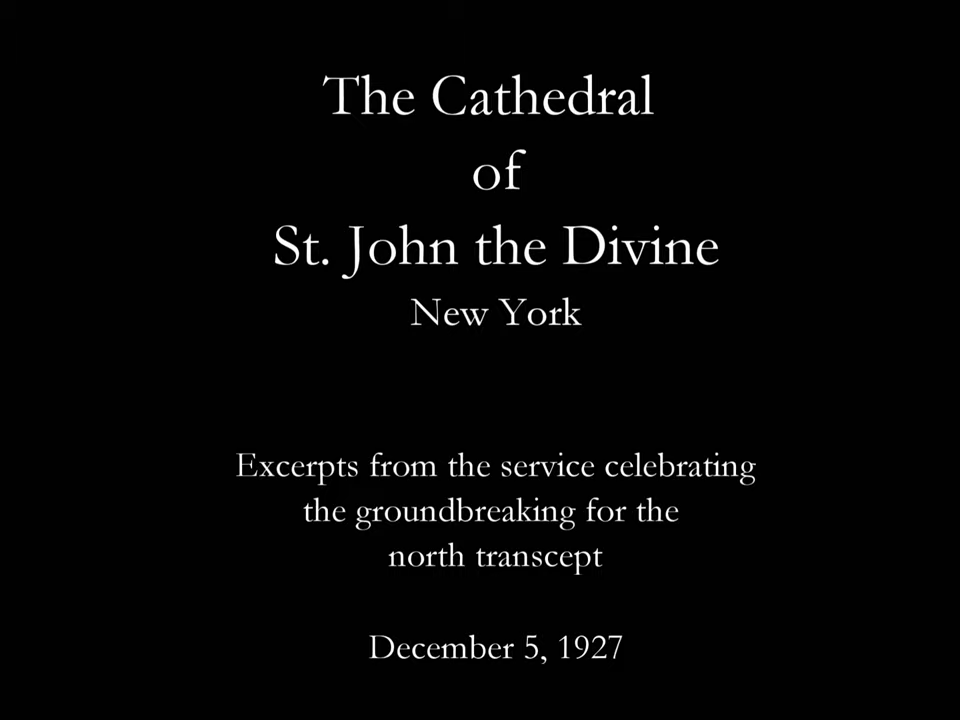 The Cathedral
of
St. John the Divine
New York
Excerpts from the service celebrating
the groundbreaking for the
north transcept
December 5, 1927